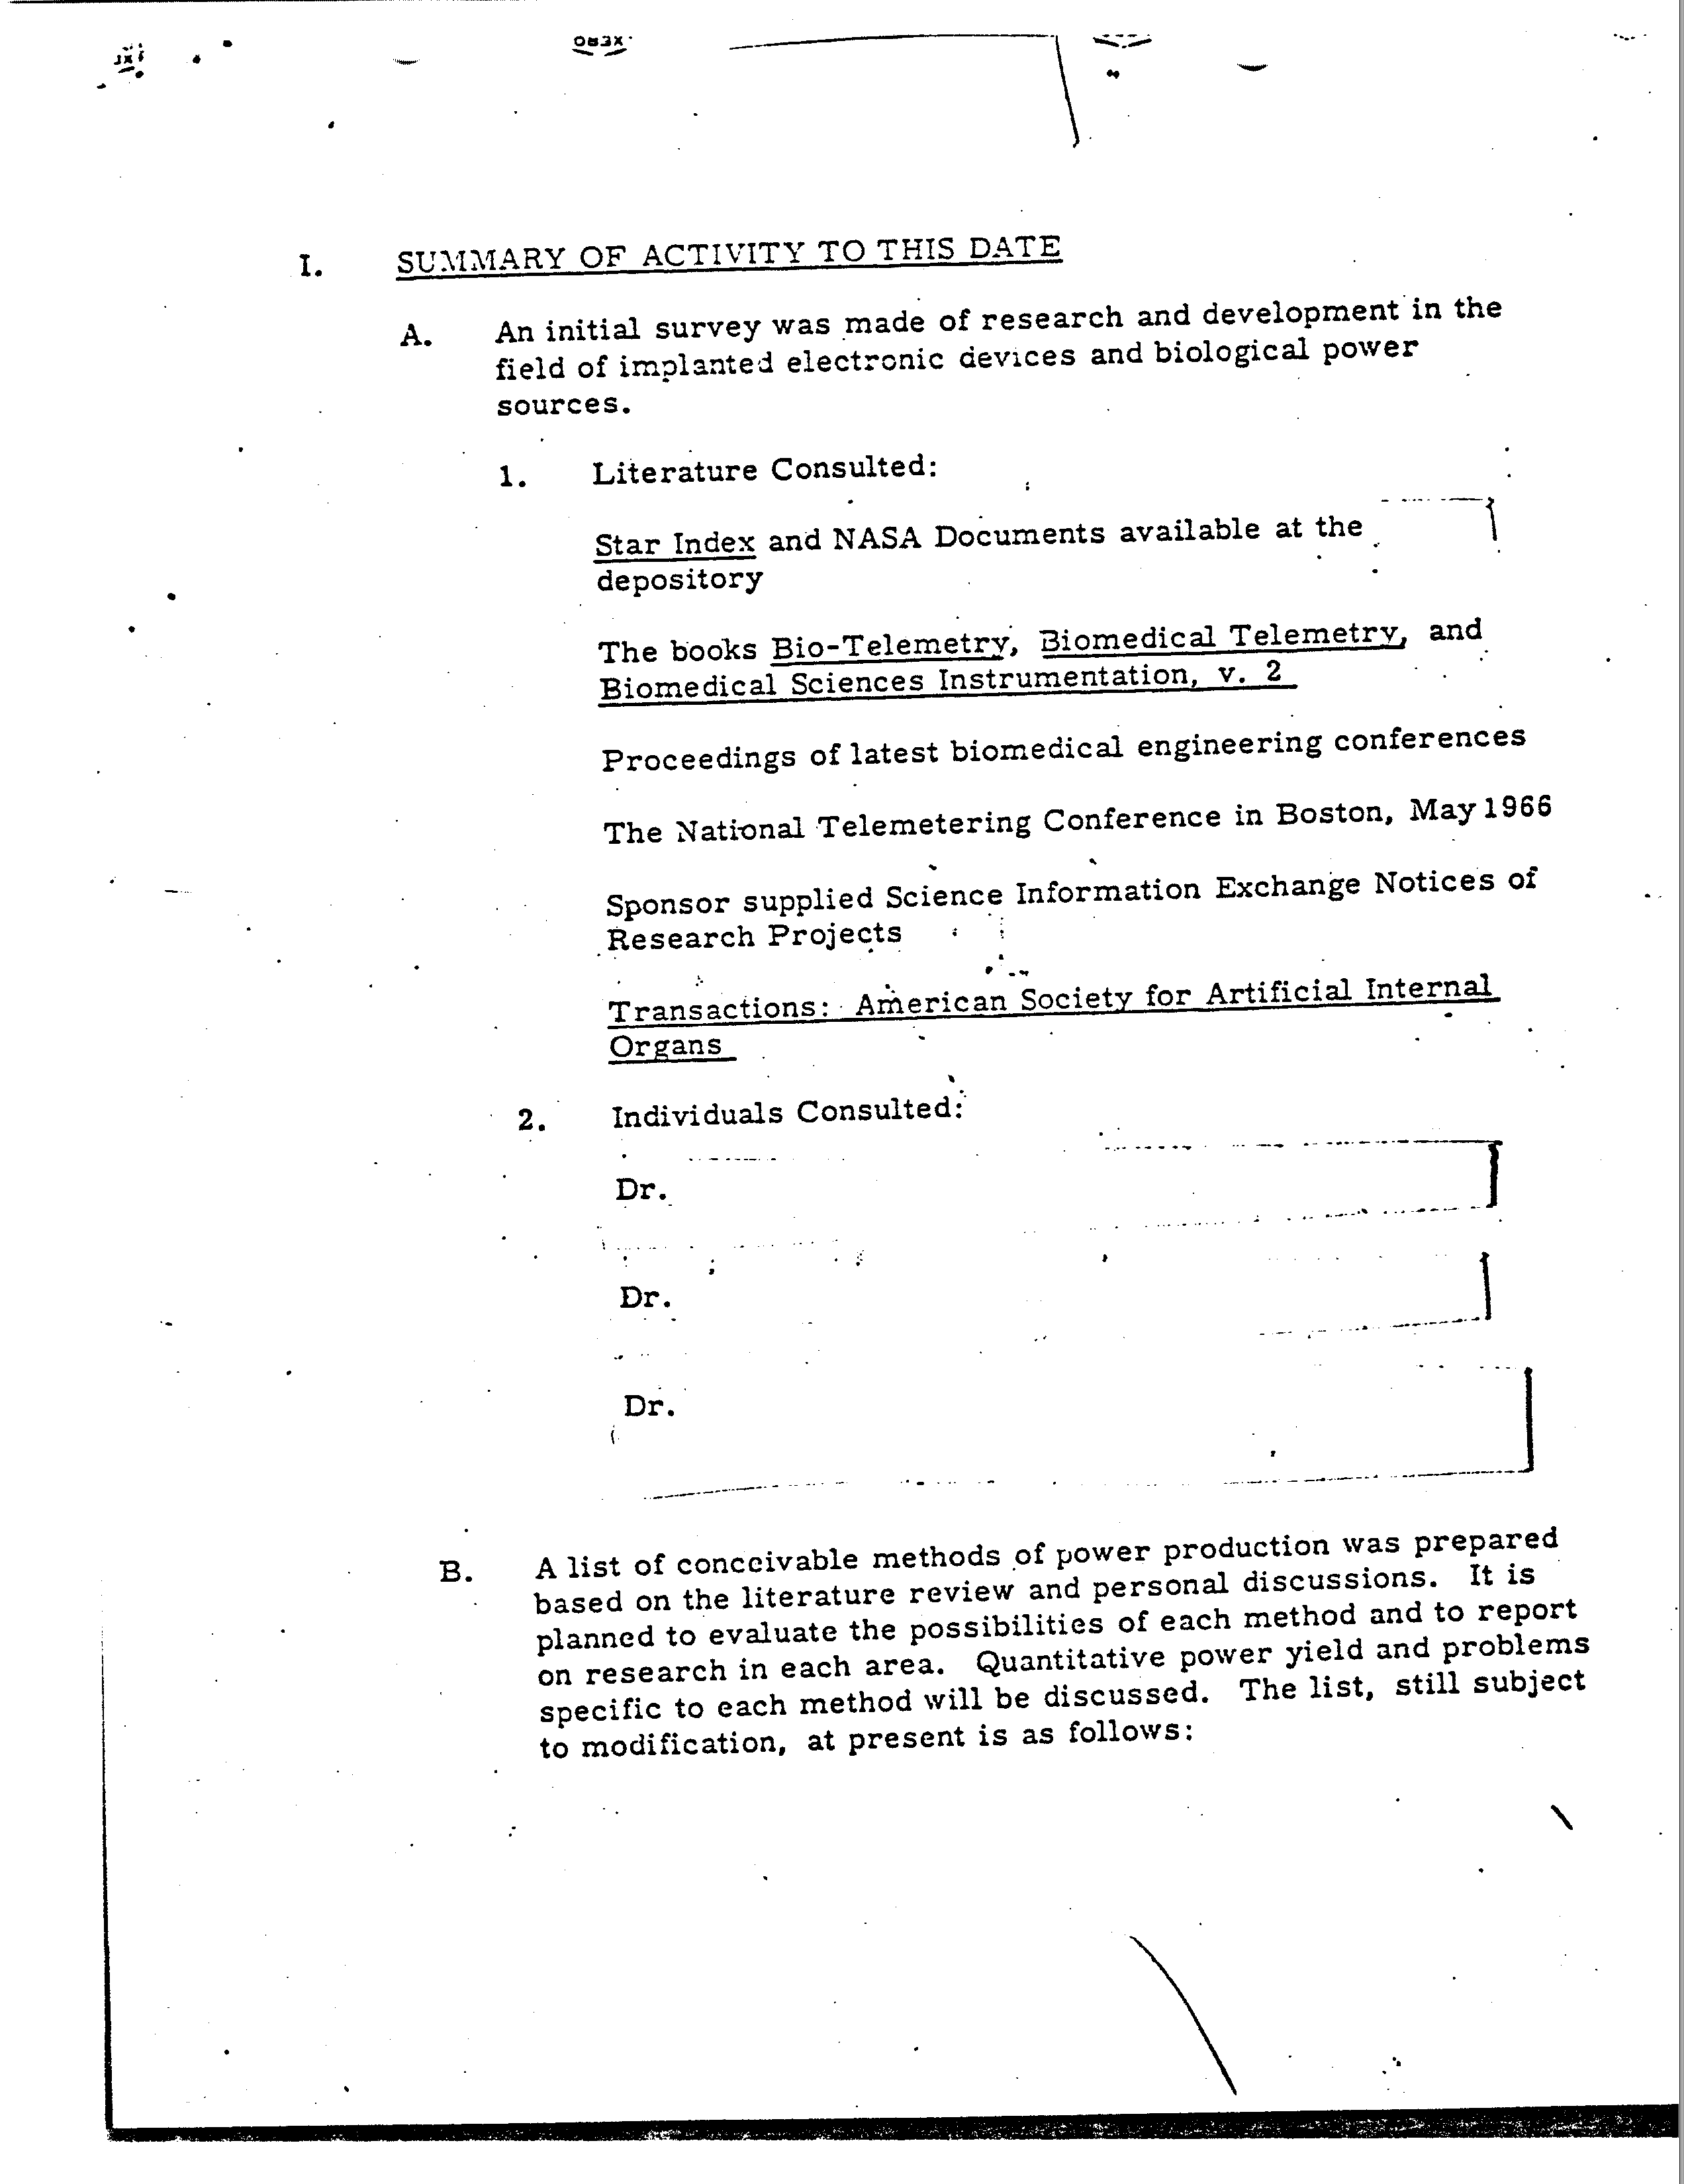 XERO
I. SUMMARY OF ACTIVITY TO THIS DATE
A. An initial survey was made of research and development in the
field of implanted electronic devices and biological power
sources.
1. Literature Consulted:
Star Index and NASA Documents available at the
depository
The books Bio-Telemetry, Biomedical Telemetry, and
Biomedical Sciences Instrumentation, v. 2
Proceedings of latest biomedical engineering conferences
The National Telemetering Conference in Boston, May 1966
Sponsor supplied Science Information Exchange Notices of
Research Projects
Transactions: American Society for Artificial Internal
Organs
2. Individuals Consulted:
Dr.
Dr.
Dr.
B. A list of conceivable methods of power production was prepared
based on the literature review and personal discussions. It is
planned to evaluate the possibilities of each method and to report
on research in each area. Quantitative power yield and problems
specific to each method will be discussed. The list, still subject
to modification, at present is as follows: